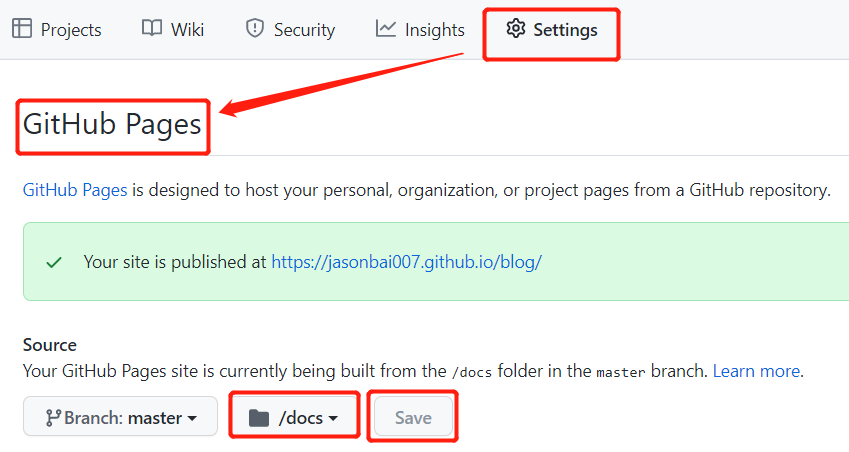 Projects Wiki Security Insights Settings
GitHub Pages
GitHub Pages is designed to host your personal, organization, or project pages from a GitHub repository.
Your site is published at https://jasonbai007.github.io/blog/
Source
Your GitHub Pages site is currently being built from the /docs folder in the master branch. Learn more.
Branch: master /docs Save